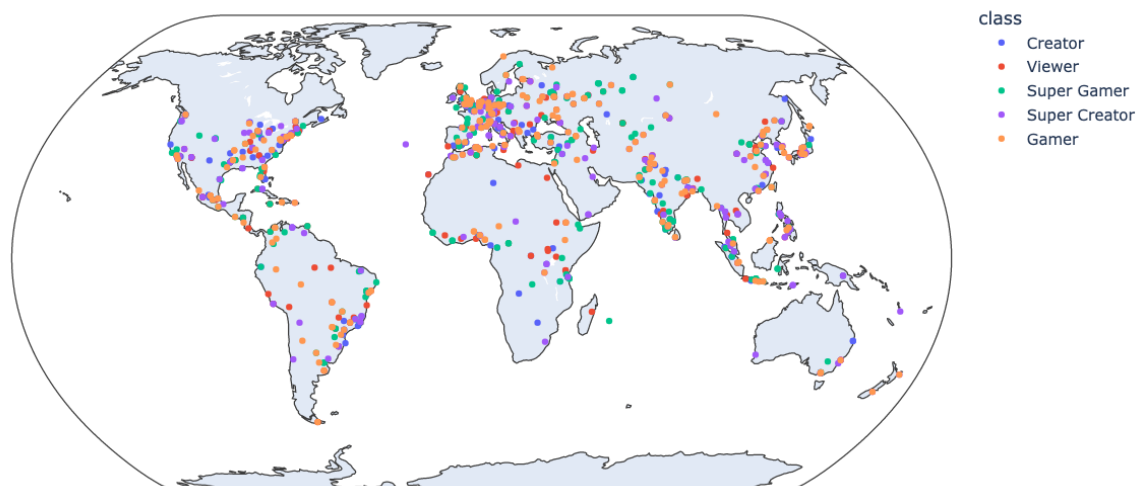 class
Creator
Viewer
Super Gamer
Super Creator
Gamer